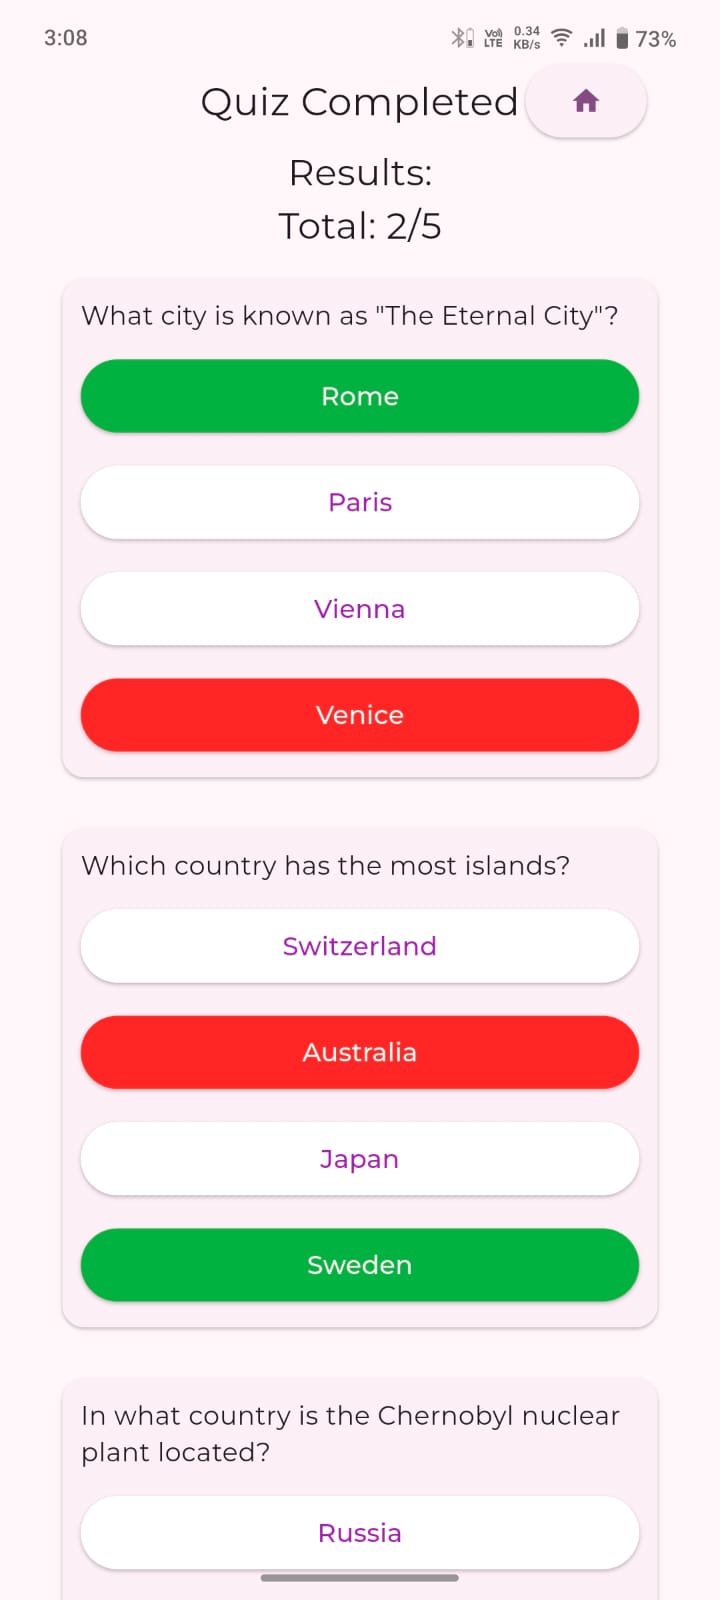 3:08
Vo) LTE 0.34 KB/s 73%
Quiz Completed
Results:
Total: 2/5
What city is known as "The Eternal City"?
Rome
Paris
Vienna
Venice
Which country has the most islands?
Switzerland
Australia
Japan
Sweden
In what country is the Chernobyl nuclear
plant located?
Russia